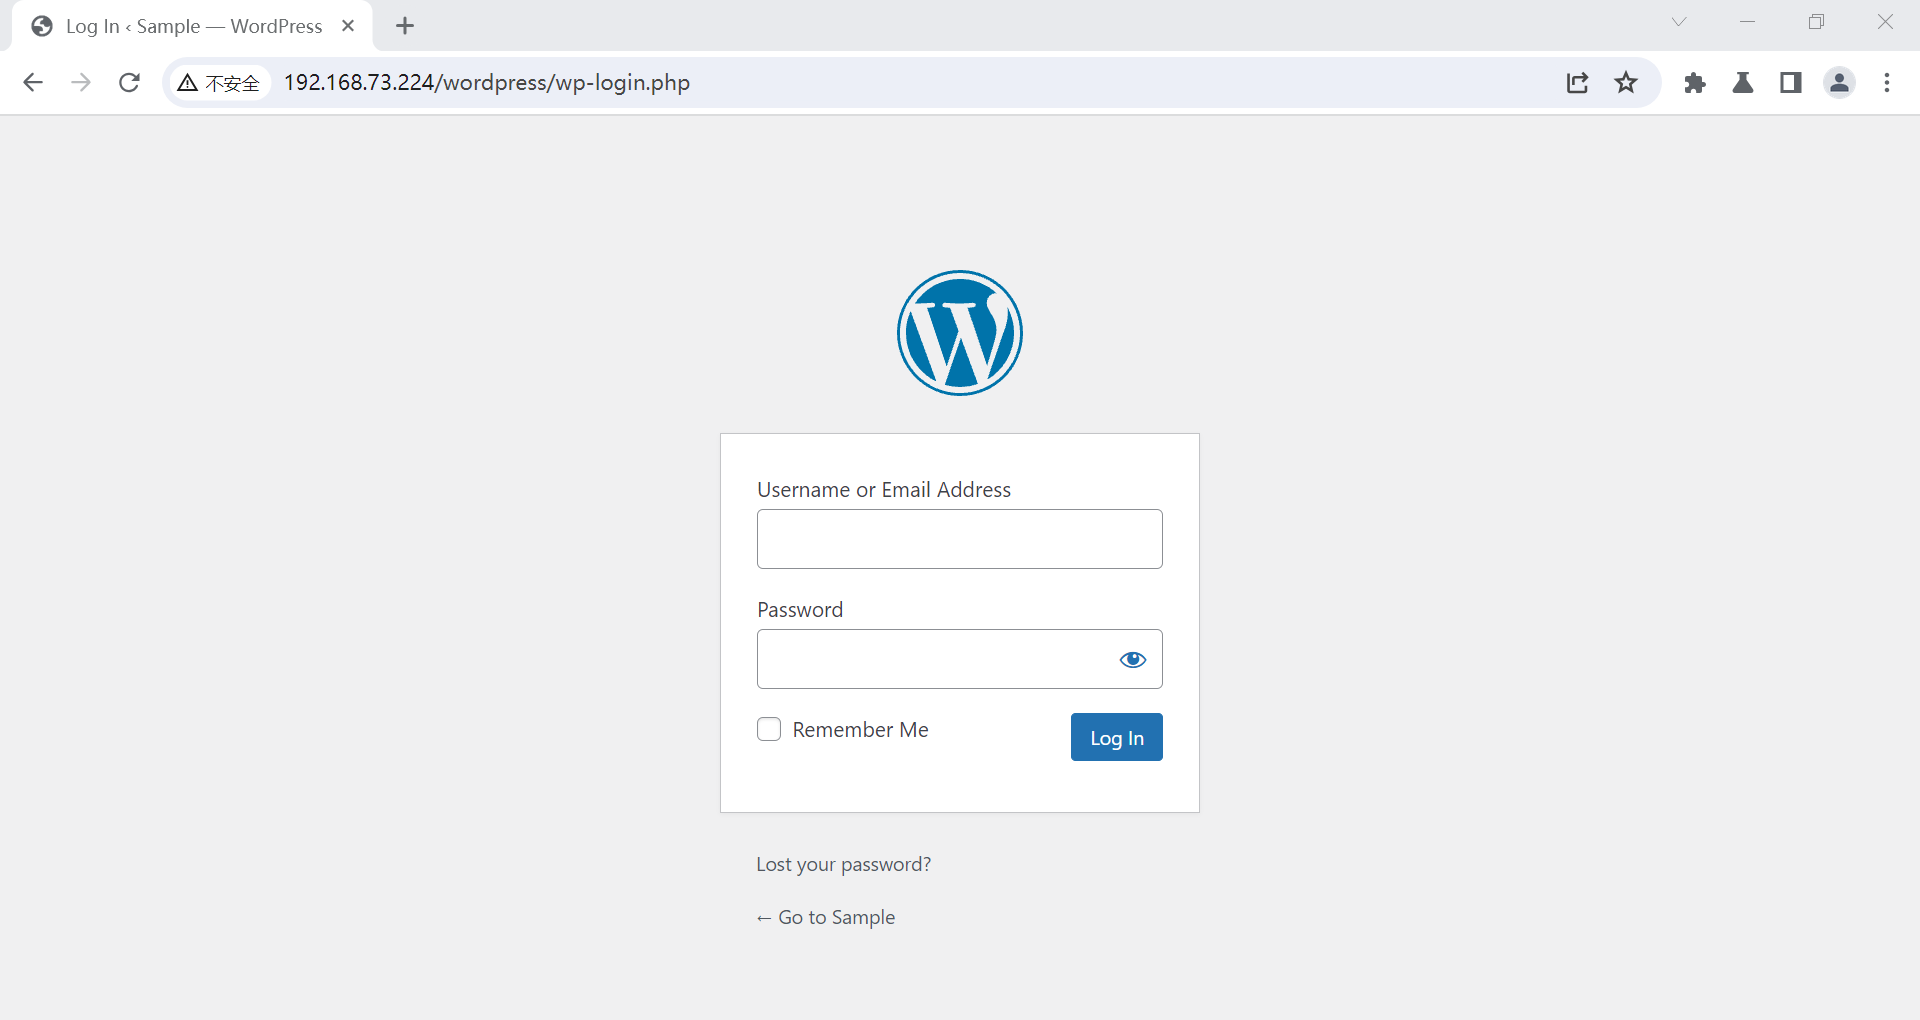 Log In ‹ Sample — WordPress
不安全
192.168.73.224/wordpress/wp-login.php
Username or Email Address
Password
Remember Me
Log In
Lost your password?
← Go to Sample